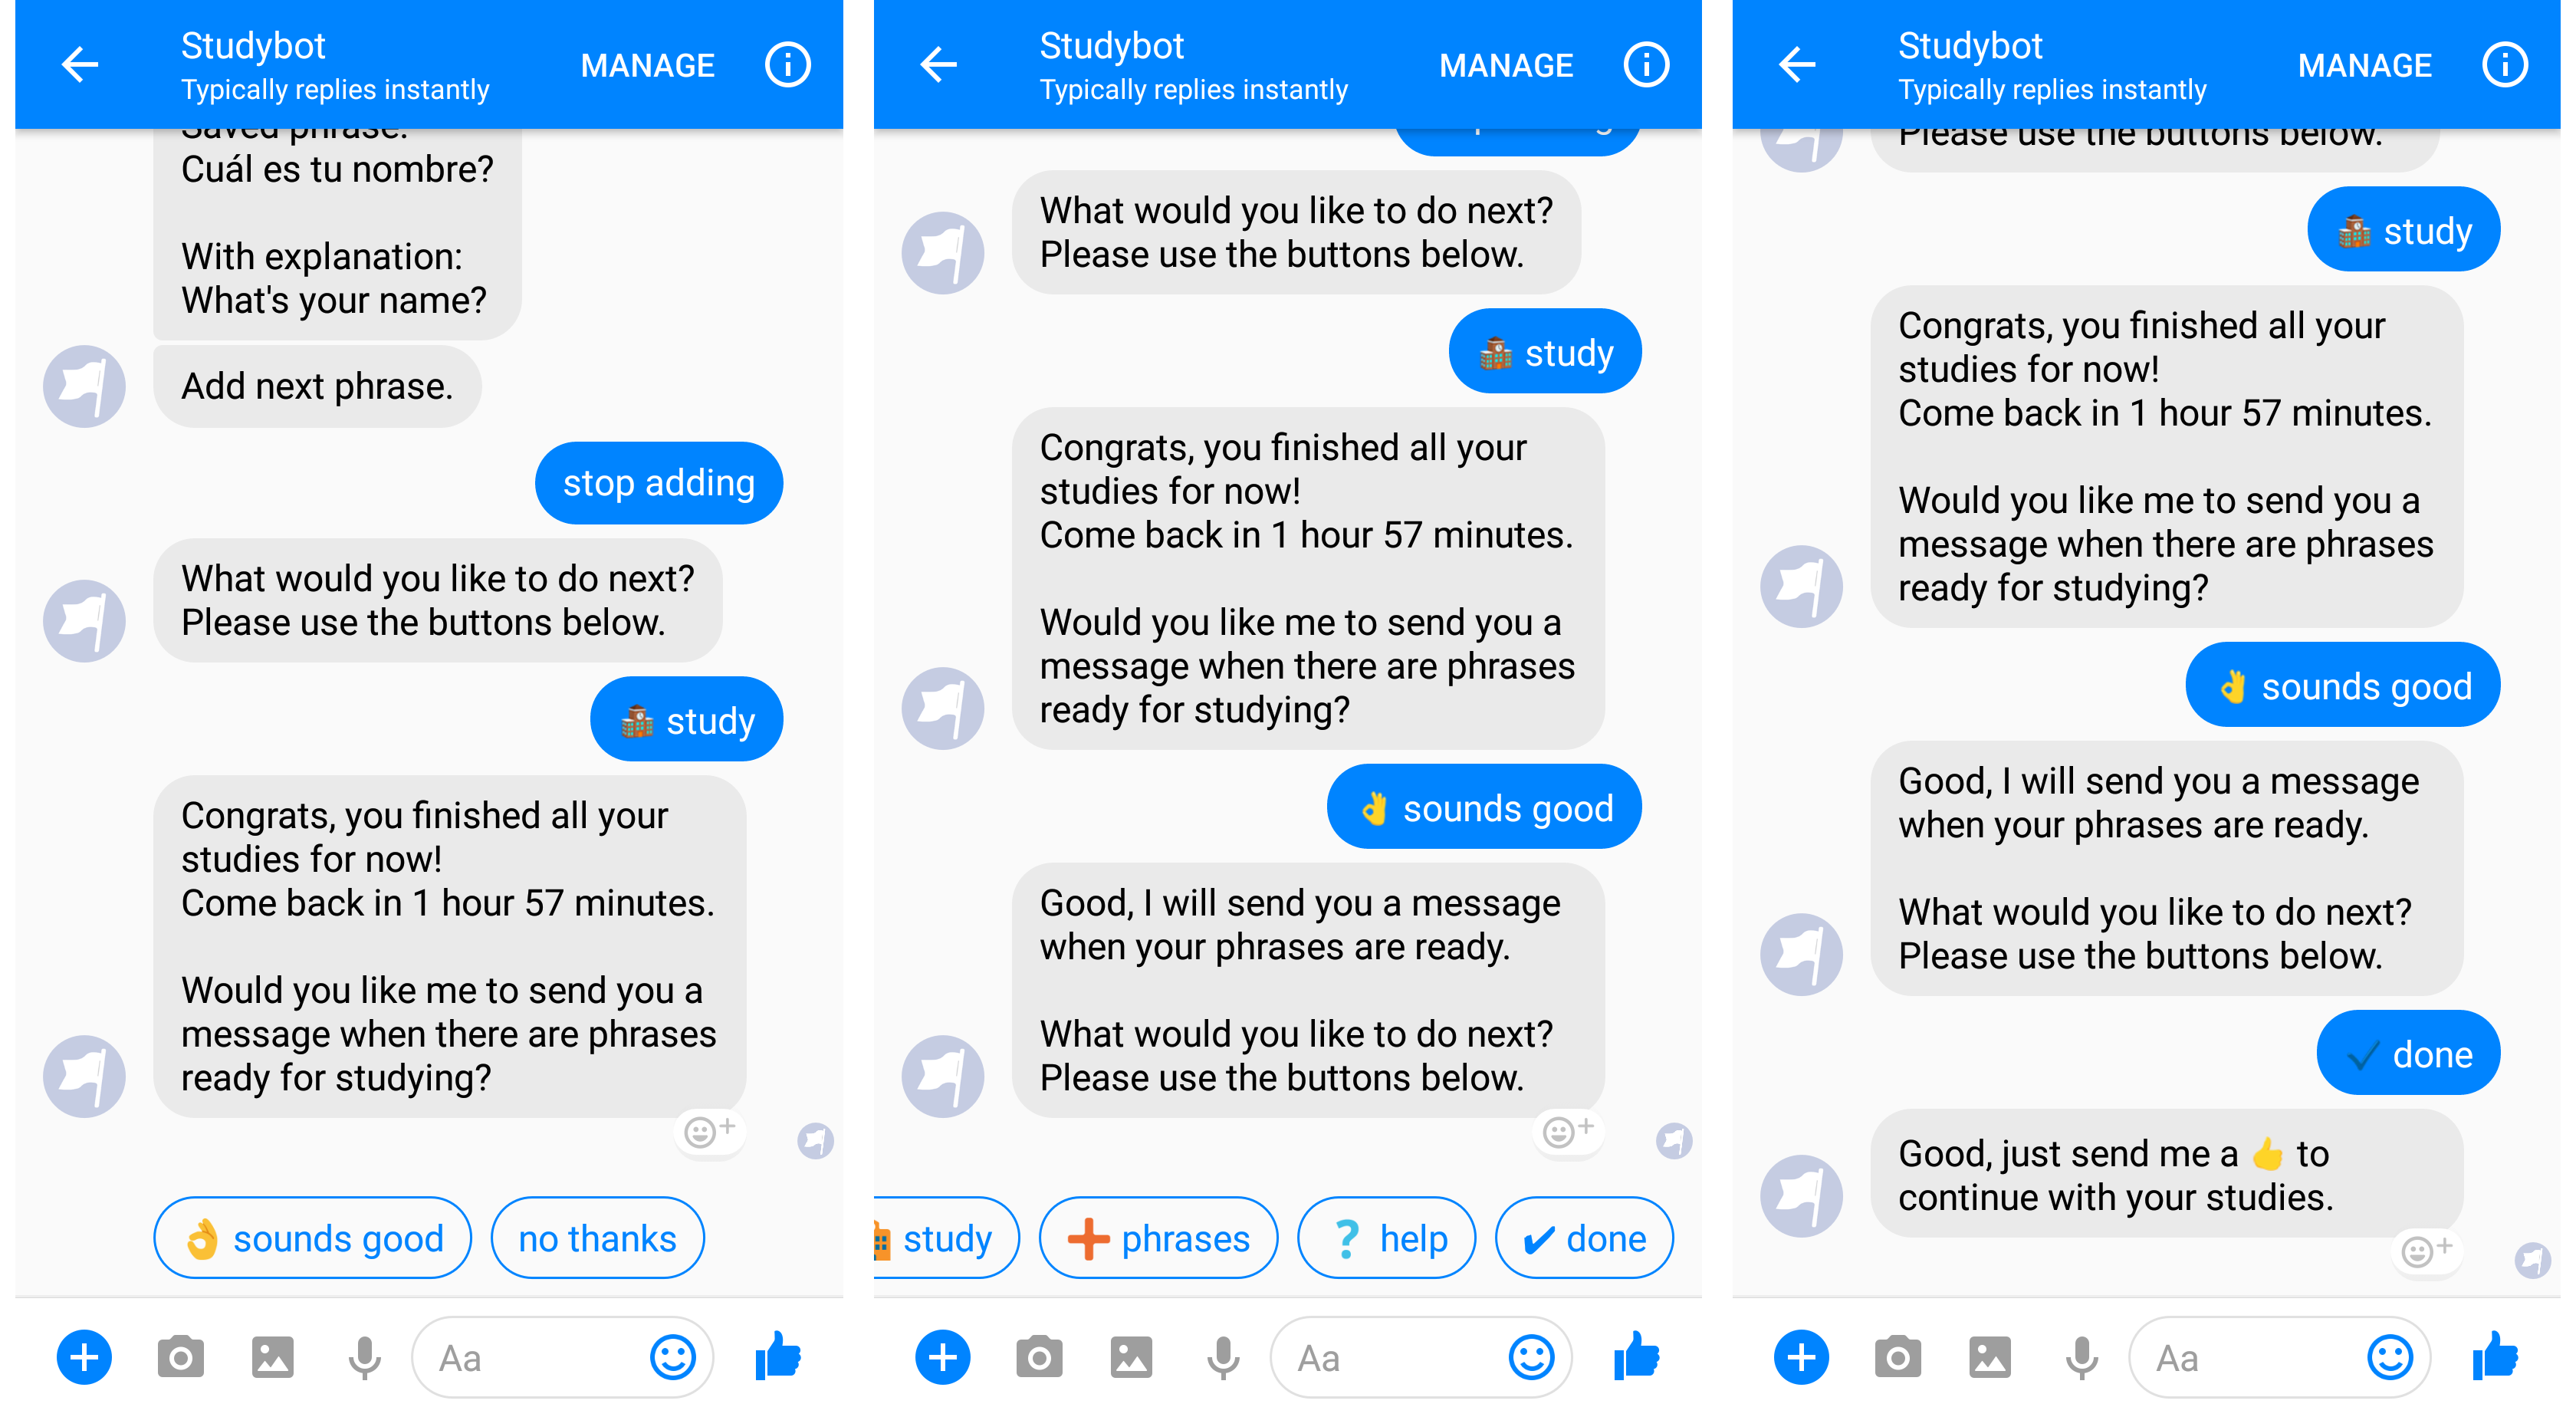 Studybot
Typically replies instantly
MANAGE
Saved phrase:
Cuál es tu nombre?
With explanation:
What's your name?
Add next phrase.
stop adding
What would you like to do next?
Please use the buttons below.
🏫 study
Congrats, you finished all your
studies for now!
Come back in 1 hour 57 minutes.
Would you like me to send you a
message when there are phrases
ready for studying?
👌 sounds good
no thanks
Aa
Studybot
Typically replies instantly
MANAGE
What would you like to do next?
Please use the buttons below.
🏫 study
Congrats, you finished all your
studies for now!
Come back in 1 hour 57 minutes.
Would you like me to send you a
message when there are phrases
ready for studying?
👌 sounds good
Good, I will send you a message
when your phrases are ready.
What would you like to do next?
Please use the buttons below.
study
➕ phrases
❓ help
✔ done
Aa
Studybot
Typically replies instantly
MANAGE
Please use the buttons below.
🏫 study
Congrats, you finished all your
studies for now!
Come back in 1 hour 57 minutes.
Would you like me to send you a
message when there are phrases
ready for studying?
👌 sounds good
Good, I will send you a message
when your phrases are ready.
What would you like to do next?
Please use the buttons below.
✔ done
Good, just send me a 👍 to
continue with your studies.
Aa